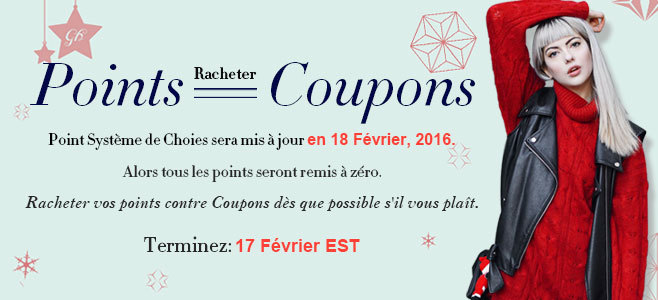 GB
Points Racheter Coupons
Point Système de Choies sera mis à jour en 18 Février, 2016.
Alors tous les points seront remis à zéro.
Racheter vos points contre Coupons dès que possible s'il vous plaît.
Terminez: 17 Février EST